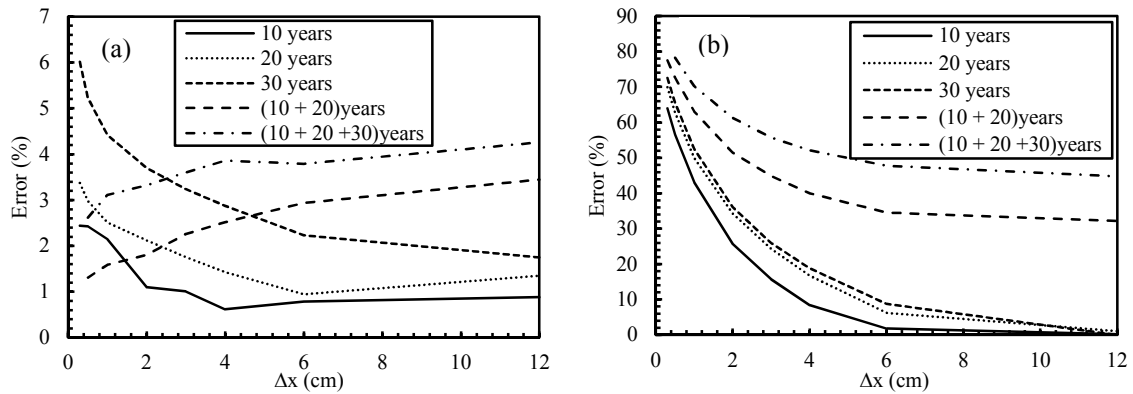 (a)
10 years
20 years
30 years
(10 + 20)years
(10 + 20 +30)years
7
6
5
4
3
2
1
0
Error (%)
0 2 4 6 8 10 12
Δx (cm)
(b)
10 years
20 years
30 years
(10 + 20)years
(10 + 20 +30)years
90
80
70
60
50
40
30
20
10
0
Error (%)
0 2 4 6 8 10 12
Δx (cm)